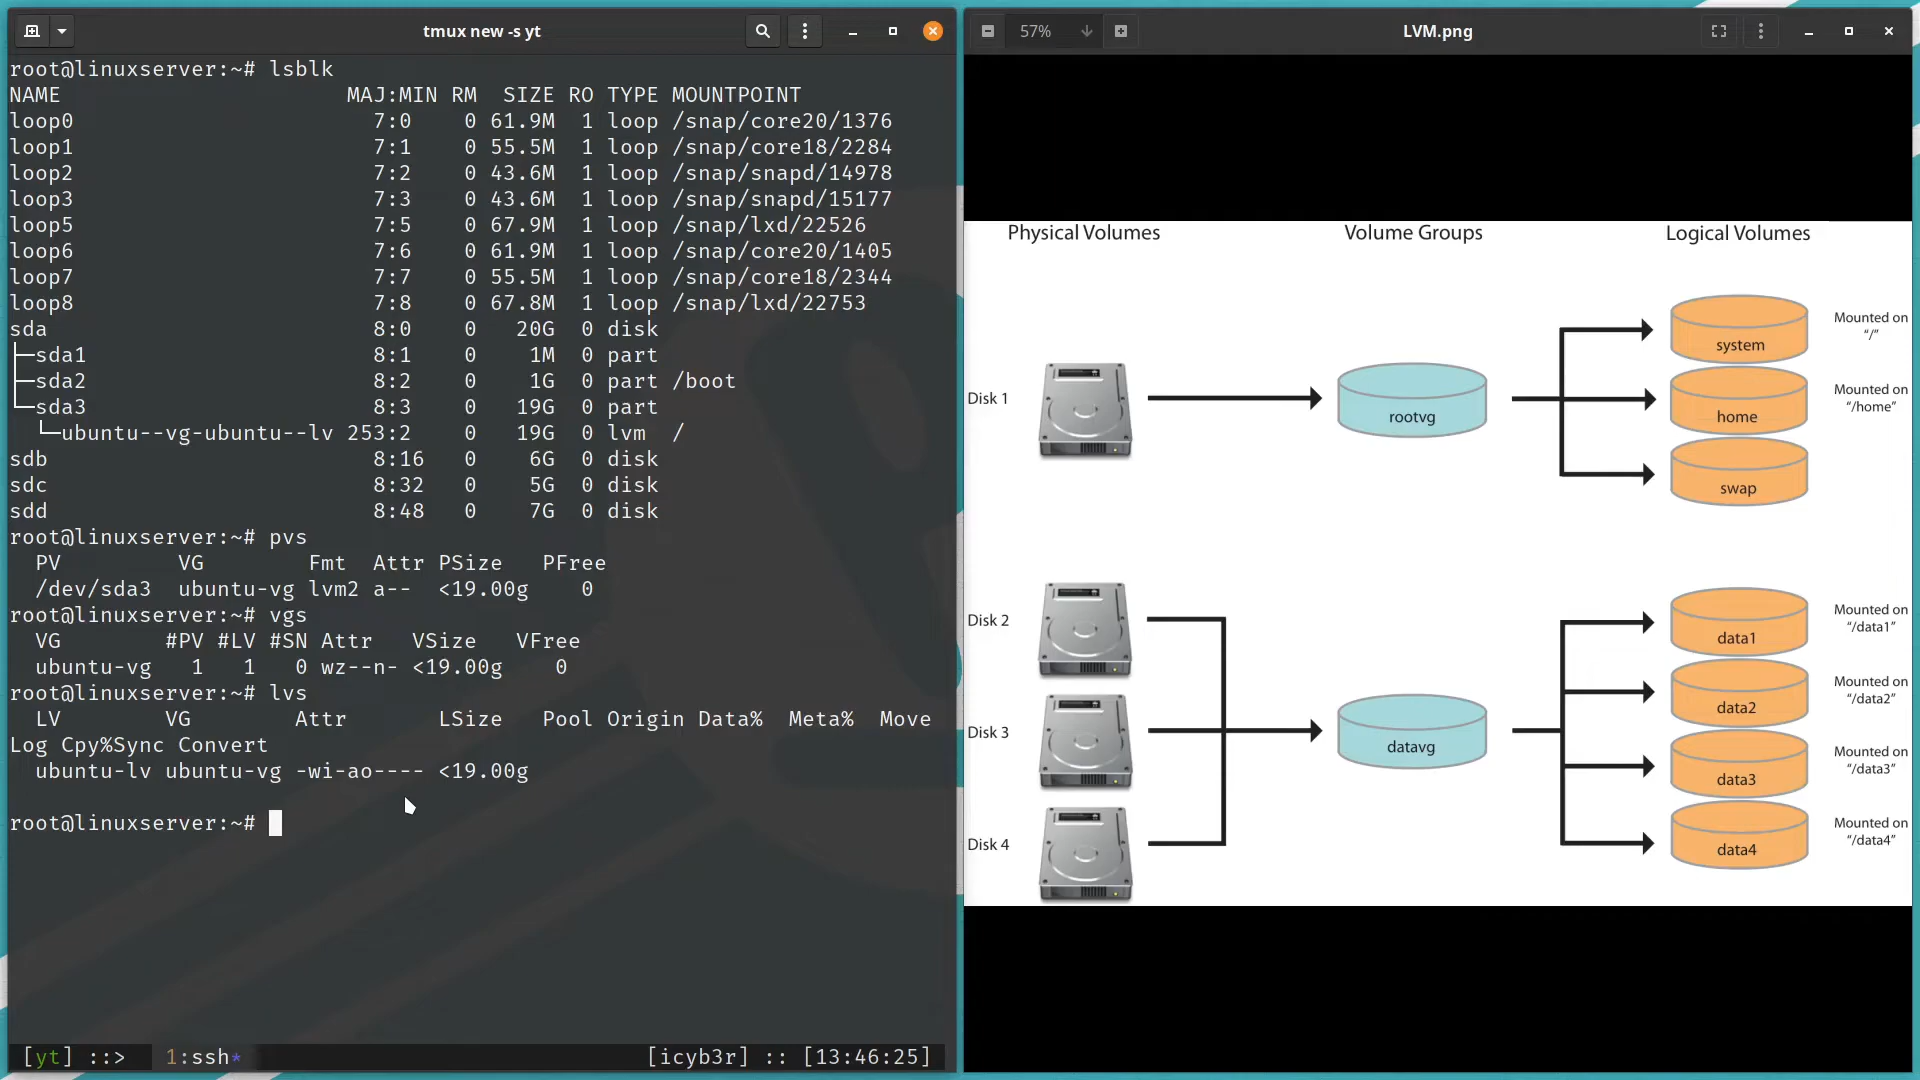 tmux new -s yt
root@linuxserver:~# lsblk
NAME MAJ:MIN RM SIZE RO TYPE MOUNTPOINT
loop0 7:0 0 61.9M 1 loop /snap/core20/1376
loop1 7:1 0 55.5M 1 loop /snap/core18/2284
loop2 7:2 0 43.6M 1 loop /snap/snapd/14978
loop3 7:3 0 43.6M 1 loop /snap/snapd/15177
loop5 7:5 0 67.9M 1 loop /snap/lxd/22526
loop6 7:6 0 61.9M 1 loop /snap/core20/1405
loop7 7:7 0 55.5M 1 loop /snap/core18/2344
loop8 7:8 0 67.8M 1 loop /snap/lxd/22753
sda 8:0 0 20G 0 disk
├─sda1 8:1 0 1M 0 part
├─sda2 8:2 0 1G 0 part /boot
└─sda3 8:3 0 19G 0 part
└─ubuntu--vg-ubuntu--lv 253:2 0 19G 0 lvm /
sdb 8:16 0 6G 0 disk
sdc 8:32 0 5G 0 disk
sdd 8:48 0 7G 0 disk
root@linuxserver:~# pvs
PV VG Fmt Attr PSize PFree
/dev/sda3 ubuntu-vg lvm2 a-- <19.00g 0
root@linuxserver:~# vgs
VG #PV #LV #SN Attr VSize VFree
ubuntu-vg 1 1 0 wz--n- <19.00g 0
root@linuxserver:~# lvs
LV VG Attr LSize Pool Origin Data% Meta% Move
Log Cpy%Sync Convert
ubuntu-lv ubuntu-vg -wi-ao---- <19.00g
root@linuxserver:~#
[yt] ::> 1:ssh* [icyb3r] :: [13:46:25]
57% LVM.png
Physical Volumes Volume Groups Logical Volumes
Disk 1
rootvg
system
Mounted on
“/”
home
Mounted on
“/home”
swap
Disk 2
Disk 3
Disk 4
datavg
data1
Mounted on
“/data1”
data2
Mounted on
“/data2”
data3
Mounted on
“/data3”
data4
Mounted on
“/data4”